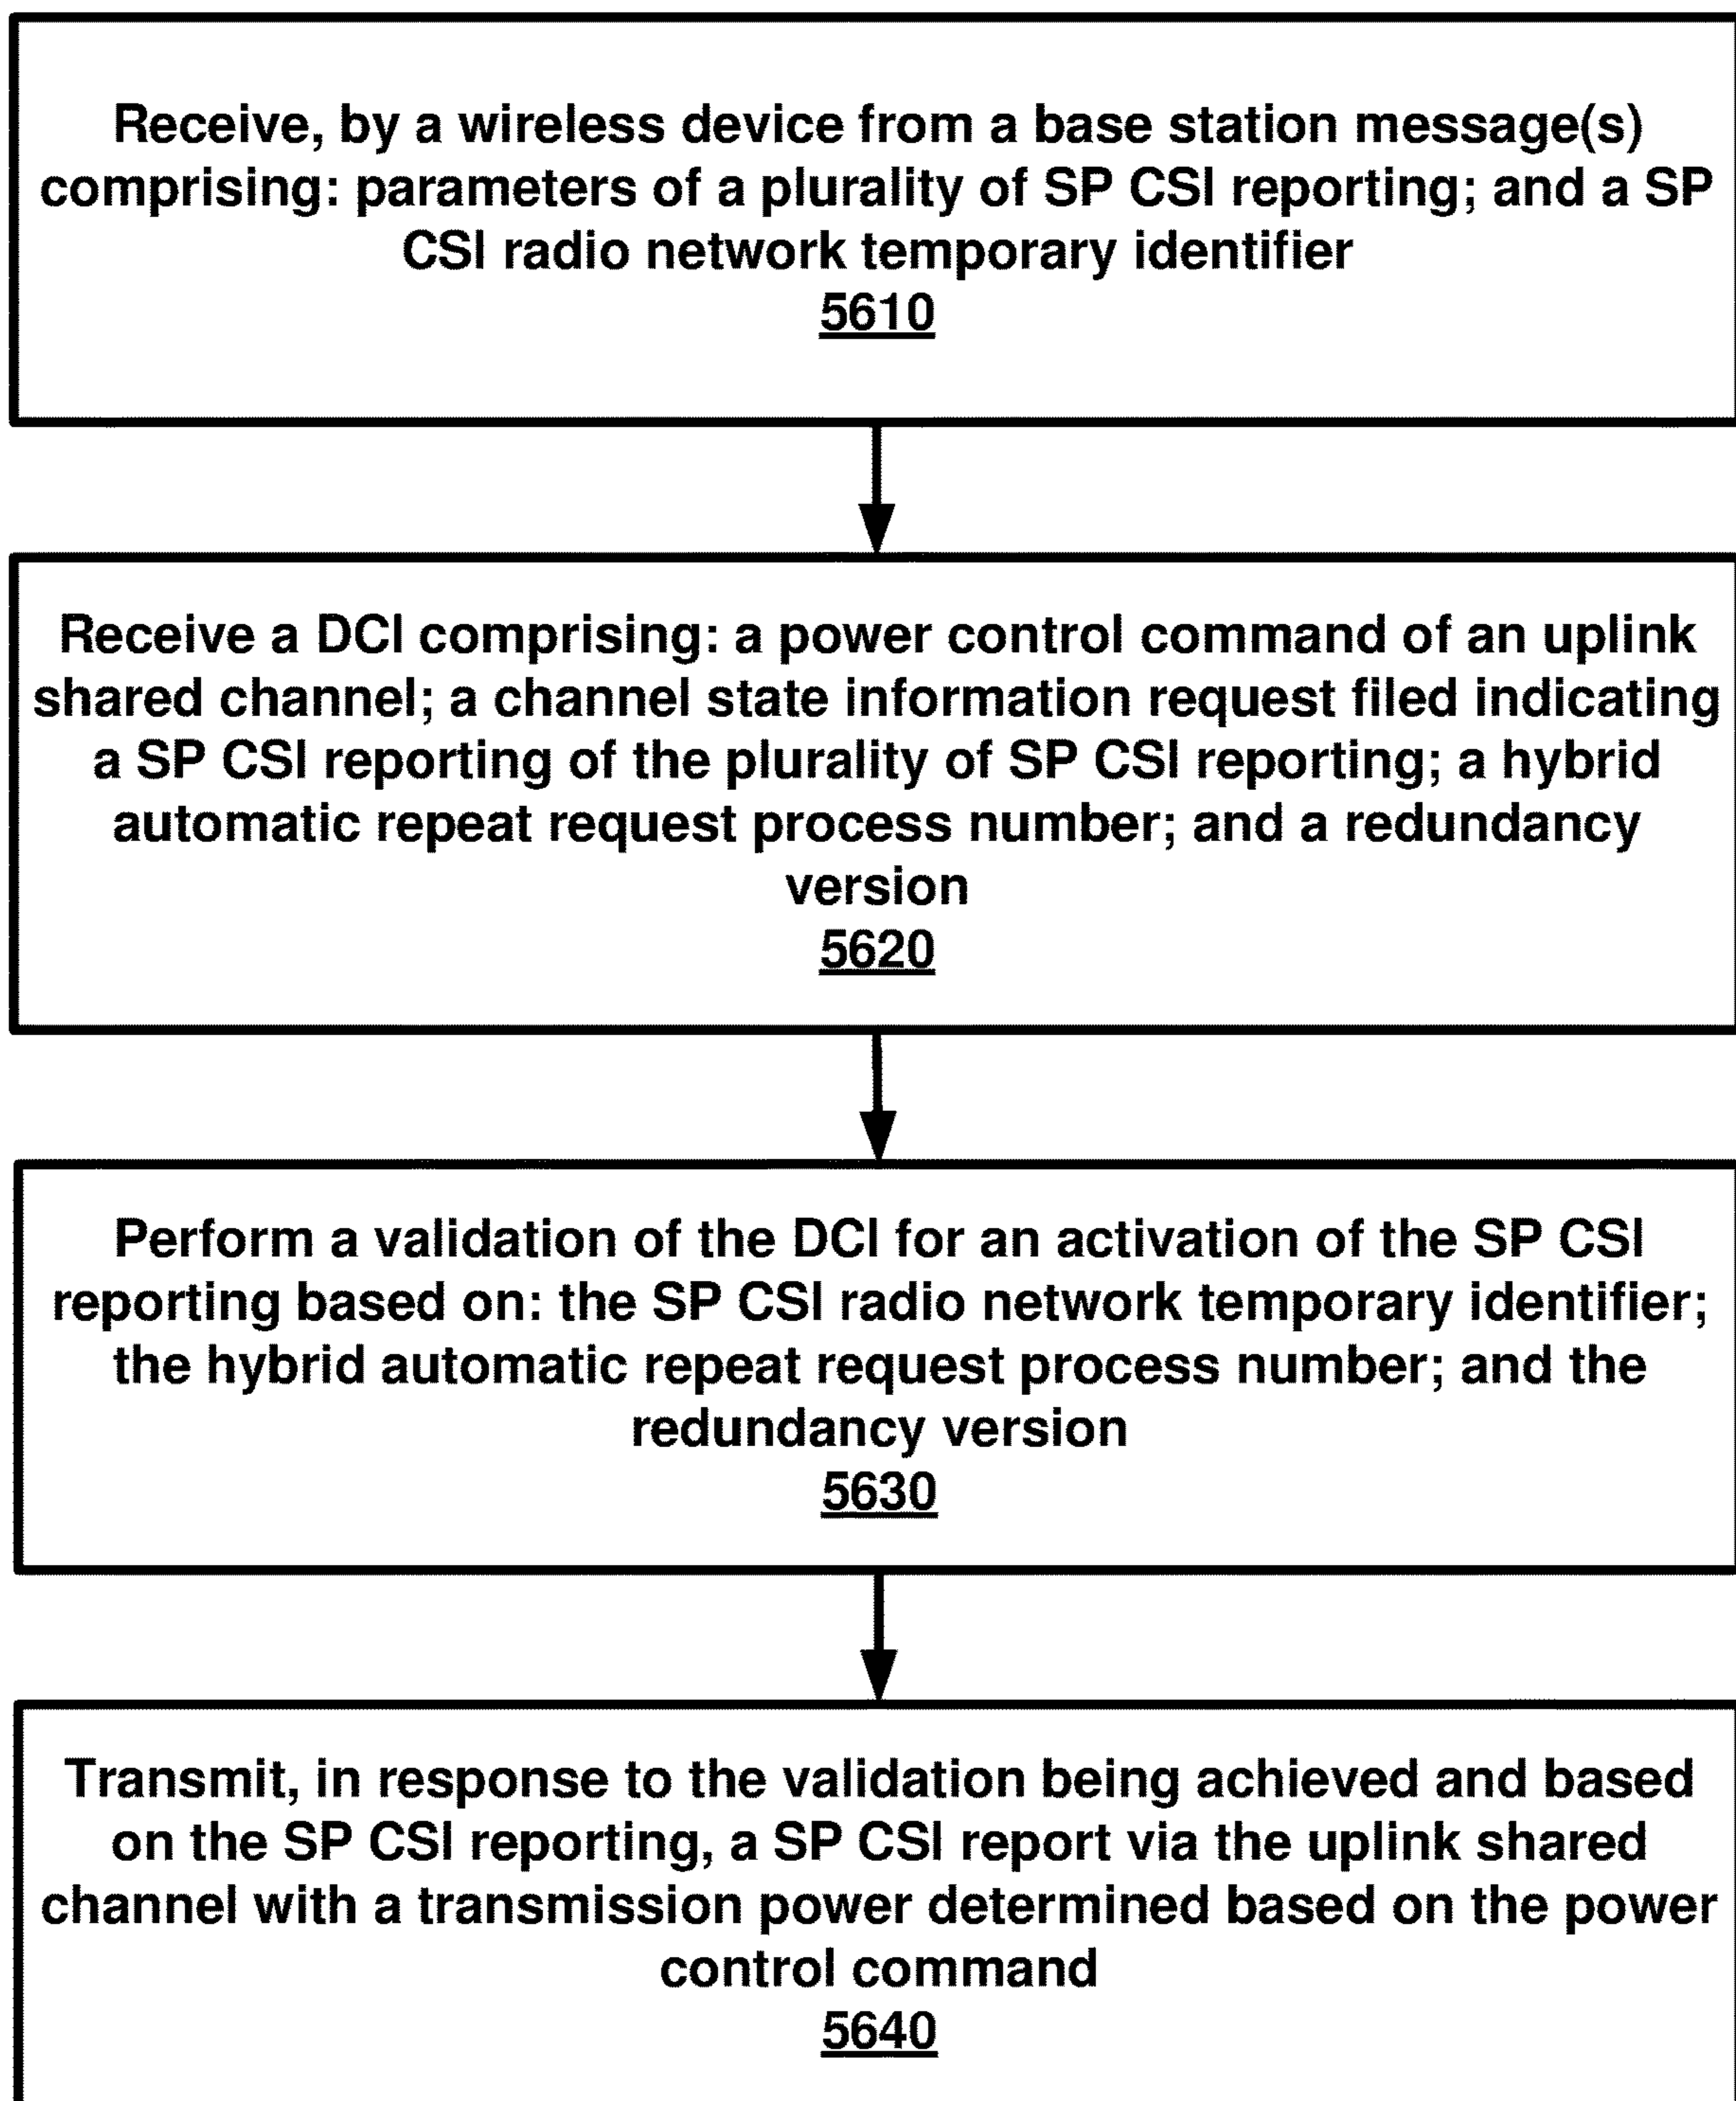 Receive, by a wireless device from a base station message(s)
comprising: parameters of a plurality of SP CSI reporting; and a SP
CSI radio network temporary identifier
5610
Receive a DCI comprising: a power control command of an uplink
shared channel; a channel state information request filed indicating
a SP CSI reporting of the plurality of SP CSI reporting; a hybrid
automatic repeat request process number; and a redundancy
version
5620
Perform a validation of the DCI for an activation of the SP CSI
reporting based on: the SP CSI radio network temporary identifier;
the hybrid automatic repeat request process number; and the
redundancy version
5630
Transmit, in response to the validation being achieved and based
on the SP CSI reporting, a SP CSI report via the uplink shared
channel with a transmission power determined based on the power
control command
5640